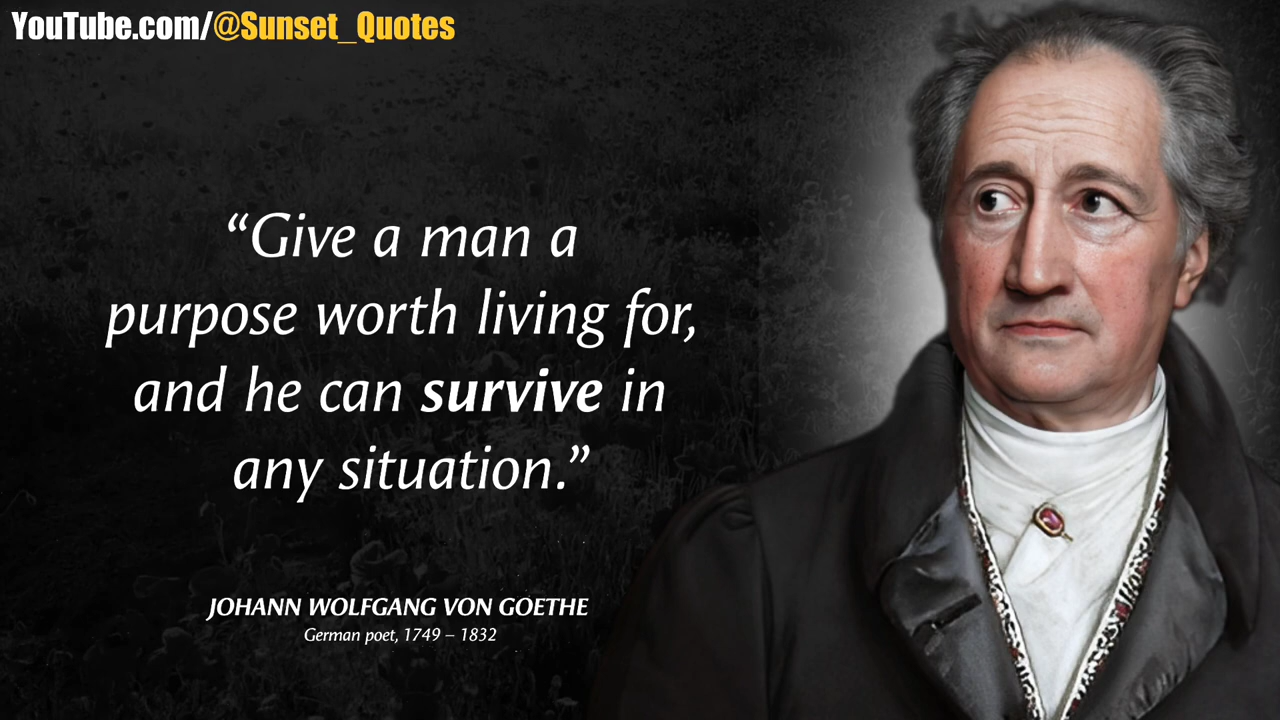 YouTube.com/@Sunset_Quotes
“Give a man a
purpose worth living for,
and he can survive in
any situation.”
JOHANN WOLFGANG VON GOETHE
German poet, 1749 – 1832